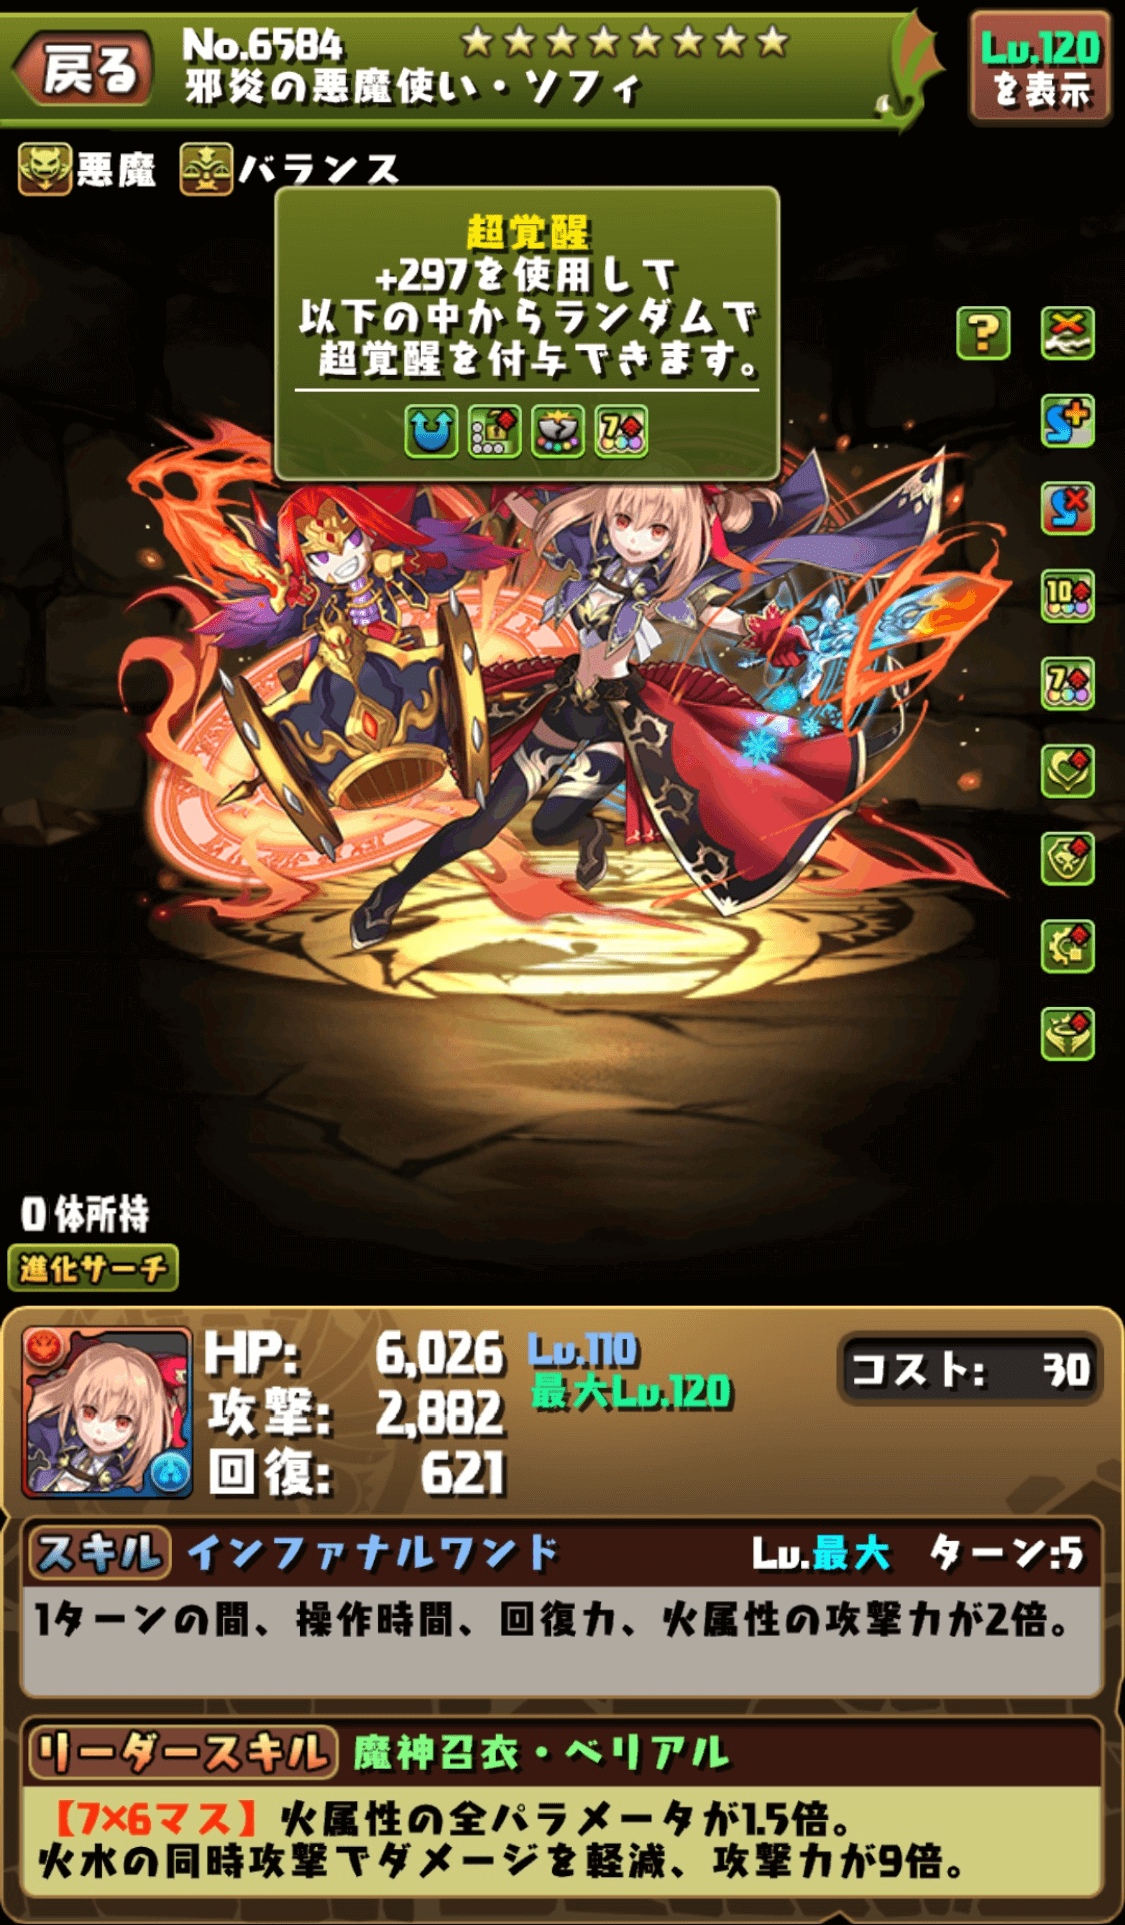 戻る
No.6584
邪炎の悪魔使い・ソフィ
Lv.120
を表示
悪魔 バランス
超覚醒
+297を使用して
以下の中からランダムで
超覚醒を付与できます。
7
?
10
7
0体所持
進化サーチ
HP: 6,026 Lv.110
最大Lv.120
攻撃: 2,882
回復: 621
コスト: 30
スキル インファナルワンド Lv.最大 ターン:5
1ターンの間、操作時間、回復力、火属性の攻撃力が2倍。
リーダースキル 魔神召衣・ベリアル
【7×6マス】火属性の全パラメータが1.5倍。
火水の同時攻撃でダメージを軽減、攻撃力が9倍。